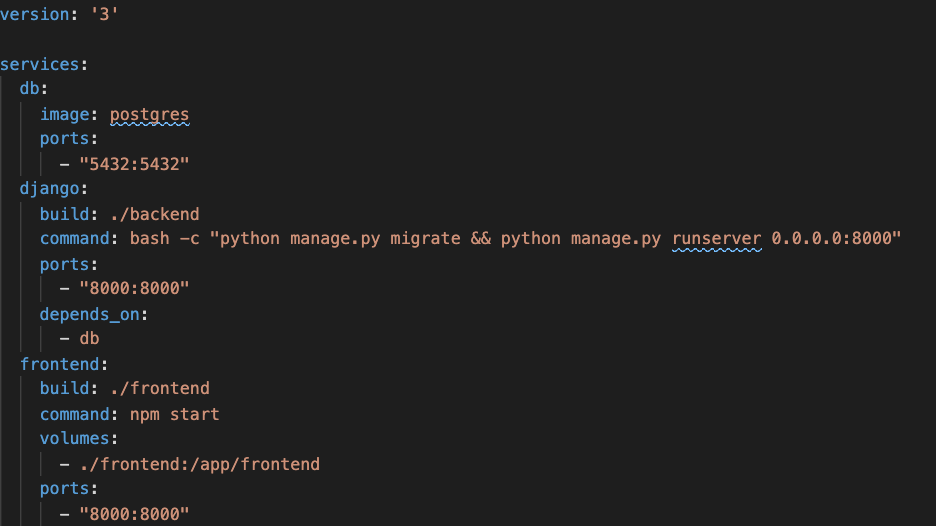 version: '3'
services:
db:
image: postgres
ports:
- "5432:5432"
django:
build: ./backend
command: bash -c "python manage.py migrate && python manage.py runserver 0.0.0.0:8000"
ports:
- "8000:8000"
depends_on:
- db
frontend:
build: ./frontend
command: npm start
volumes:
- ./frontend:/app/frontend
ports:
- "8000:8000"